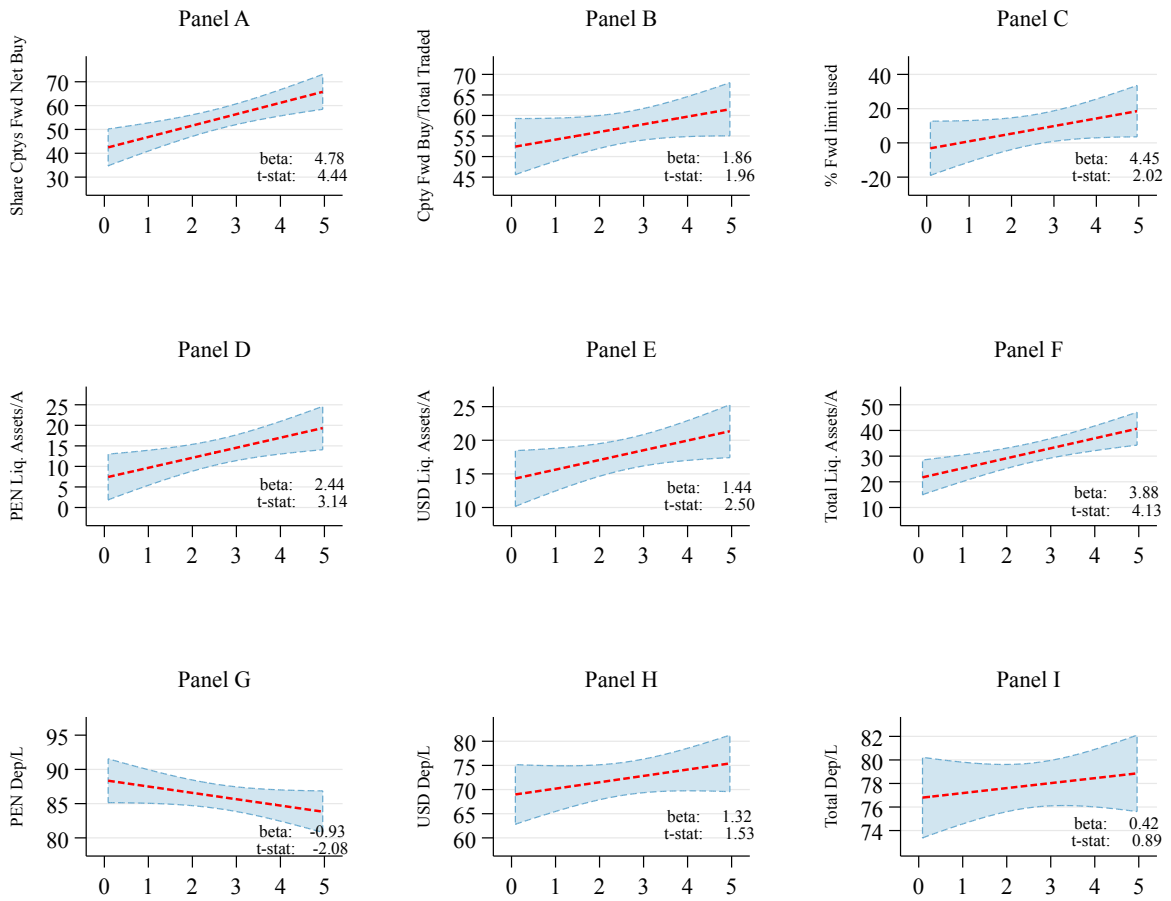 Panel A
Share Cptys Fwd Net Buy
70
60
50
40
30
beta: 4.78
t-stat: 4.44
0 1 2 3 4 5
Panel B
Cpty Fwd Buy/Total Traded
70
65
60
55
50
45
beta: 1.86
t-stat: 1.96
0 1 2 3 4 5
Panel C
% Fwd limit used
40
20
0
-20
beta: 4.45
t-stat: 2.02
0 1 2 3 4 5
Panel D
PEN Liq. Assets/A
25
20
15
10
5
0
beta: 2.44
t-stat: 3.14
0 1 2 3 4 5
Panel E
USD Liq. Assets/A
25
20
15
10
beta: 1.44
t-stat: 2.50
0 1 2 3 4 5
Panel F
Total Liq. Assets/A
50
40
30
20
10
beta: 3.88
t-stat: 4.13
0 1 2 3 4 5
Panel G
PEN Dep/L
95
90
85
80
beta: -0.93
t-stat: -2.08
0 1 2 3 4 5
Panel H
USD Dep/L
80
75
70
65
60
beta: 1.32
t-stat: 1.53
0 1 2 3 4 5
Panel I
Total Dep/L
82
80
78
76
74
beta: 0.42
t-stat: 0.89
0 1 2 3 4 5